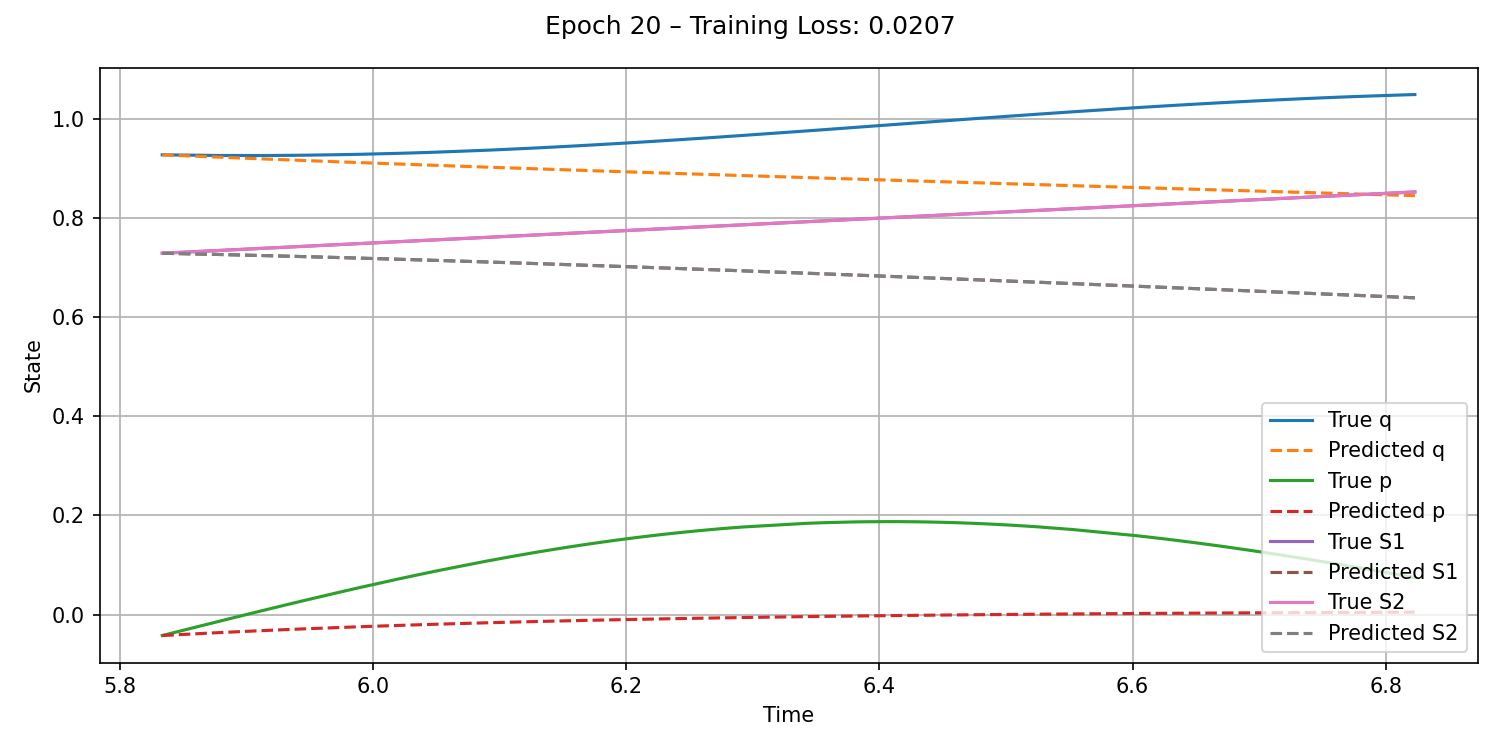 Epoch 20 – Training Loss: 0.0207
State
1.0
0.8
0.6
0.4
0.2
0.0
5.8 6.0 6.2 6.4 6.6 6.8
Time
True q
Predicted q
True p
Predicted p
True S1
Predicted S1
True S2
Predicted S2